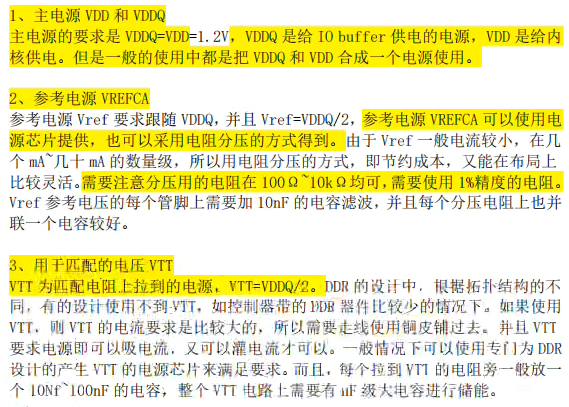 1、主电源 VDD 和 VDDQ
主电源的要求是 VDDQ=VDD=1.2V，VDDQ 是给 IO buffer 供电的电源，VDD 是给内
核供电。但是一般的使用中都是把 VDDQ 和 VDD 合成一个电源使用。
2、参考电源 VREFCA
参考电源 Vref 要求跟随 VDDQ，并且 Vref=VDDQ/2，参考电源 VREFCA 可以使用电
源芯片提供，也可以采用电阻分压的方式得到。由于 Vref 一般电流较小，在几
个 mA~几十 mA 的数量级，所以用电阻分压的方式，即节约成本，又能在布局上
比较灵活。需要注意分压用的电阻在 100Ω~10kΩ均可，需要使用 1%精度的电阻。
Vref 参考电压的每个管脚上需要加 10nF 的电容滤波，并且每个分压电阻上也并
联一个电容较好。
3、用于匹配的电压 VTT
VTT 为匹配电阻上拉到的电源，VTT=VDDQ/2。DDR 的设计中，根据拓扑结构的不
同，有的设计使用不到 VTT，如控制器带的 DDR 器件比较少的情况下。如果使用
VTT，则 VTT 的电流要求是比较大的，所以需要走线使用铜皮铺过去。并且 VTT
要求电源即可以吸电流，又可以灌电流才可以。一般情况下可以使用专门为 DDR
设计的产生 VTT 的电源芯片来满足要求。而且，每个拉到 VTT 的电阻旁一般放一
个 10Nf~100nF 的电容，整个 VTT 电路上需要有 uF 级大电容进行储能。